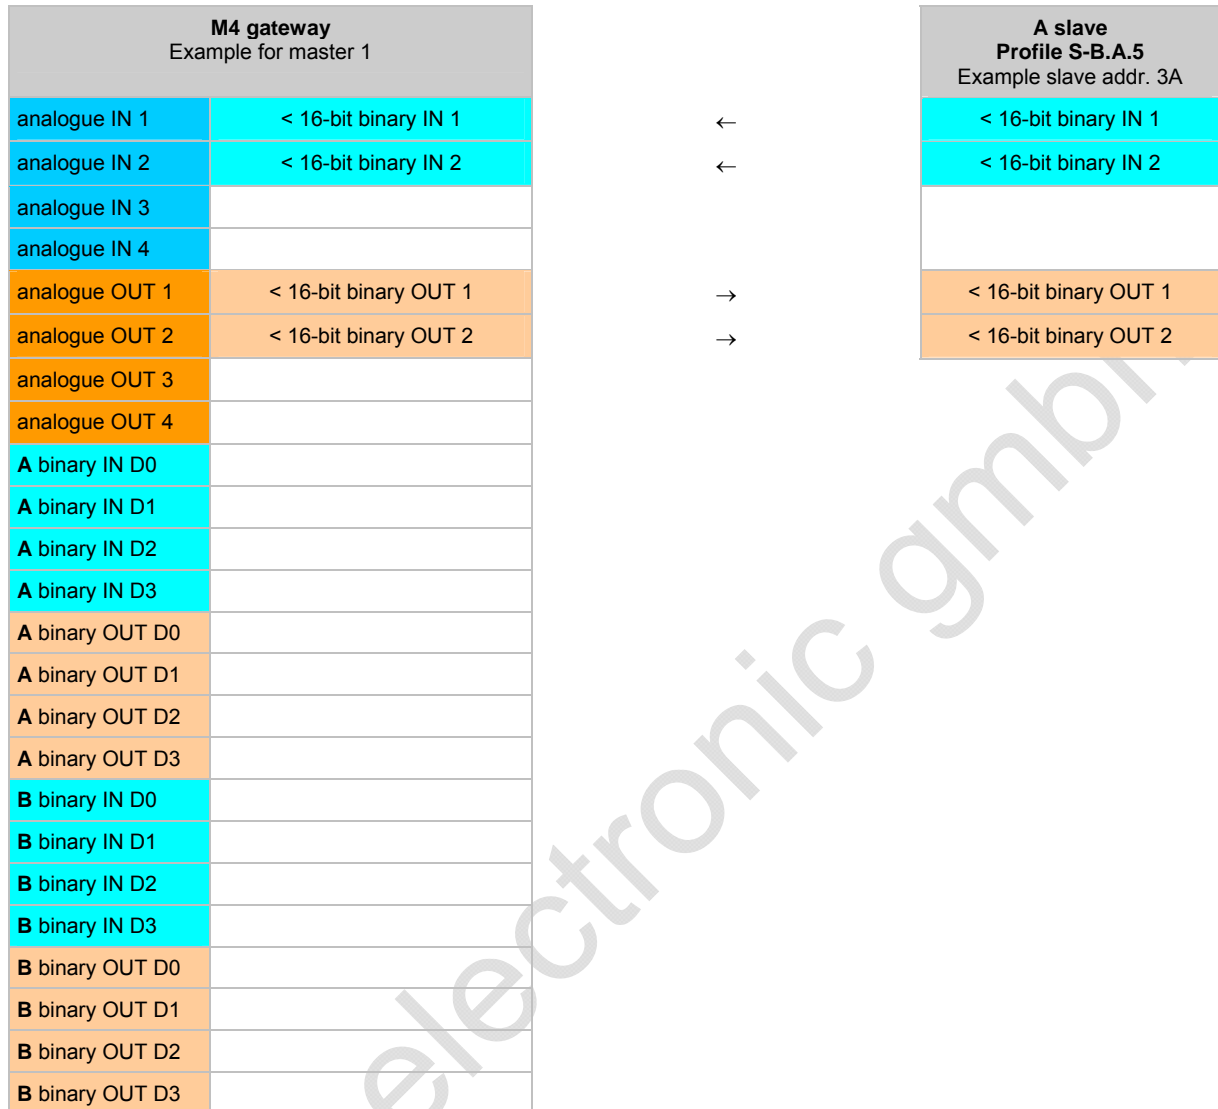 M4 gateway
Example for master 1
A slave
Profile S-B.A.5
Example slave addr. 3A
analogue IN 1 < 16-bit binary IN 1 ← < 16-bit binary IN 1
analogue IN 2 < 16-bit binary IN 2 ← < 16-bit binary IN 2
analogue IN 3
analogue IN 4
analogue OUT 1 < 16-bit binary OUT 1 → < 16-bit binary OUT 1
analogue OUT 2 < 16-bit binary OUT 2 → < 16-bit binary OUT 2
analogue OUT 3
analogue OUT 4
A binary IN D0
A binary IN D1
A binary IN D2
A binary IN D3
A binary OUT D0
A binary OUT D1
A binary OUT D2
A binary OUT D3
B binary IN D0
B binary IN D1
B binary IN D2
B binary IN D3
B binary OUT D0
B binary OUT D1
B binary OUT D2
B binary OUT D3
electronic gmbh